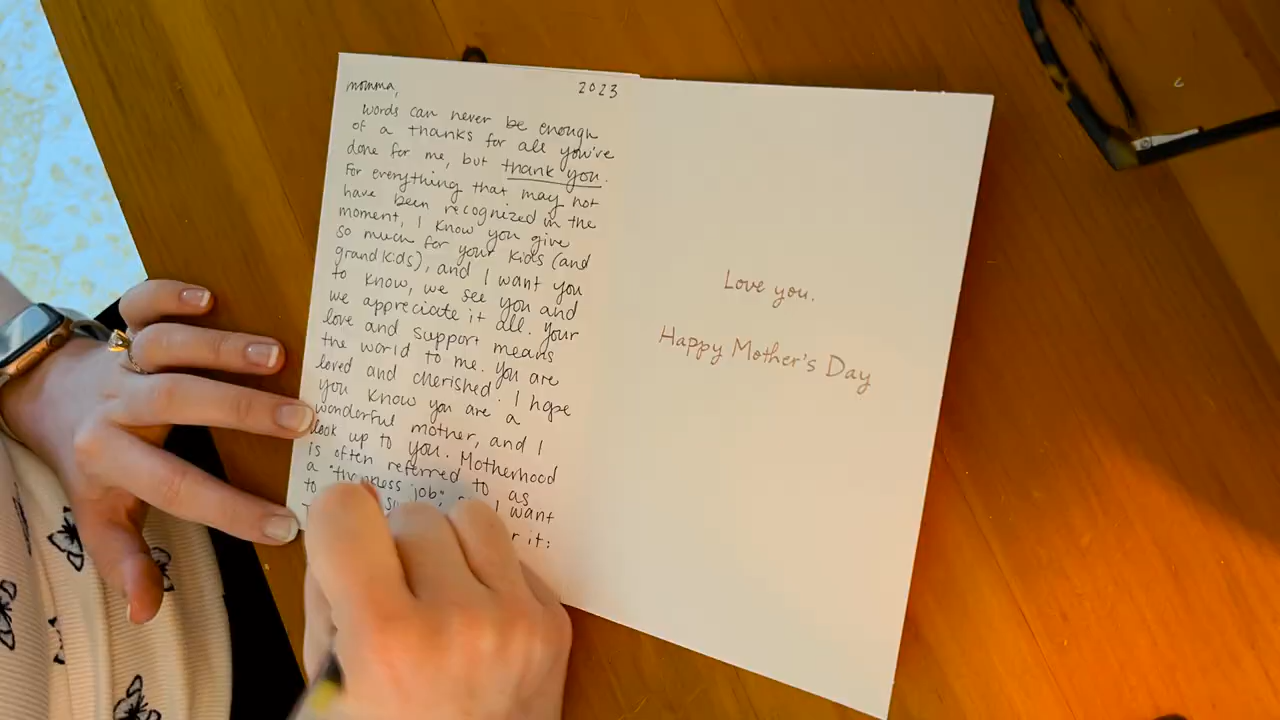 momma,
2023
words can never be enough
of a thanks for all you've
done for me, but thank you.
For everything that may not
have been recognized in the
moment, I know you give
so much for your kids (and
grandkids), and I want you
to know, we see you and
we appreciate it all. Your
love and support means
the world to me. You are
loved and cherished. I hope
you know you are a
wonderful mother, and I
look up to you. Motherhood
is often referred to as
a "thankless job",
to I want
it:
Love you.
Happy Mother's Day